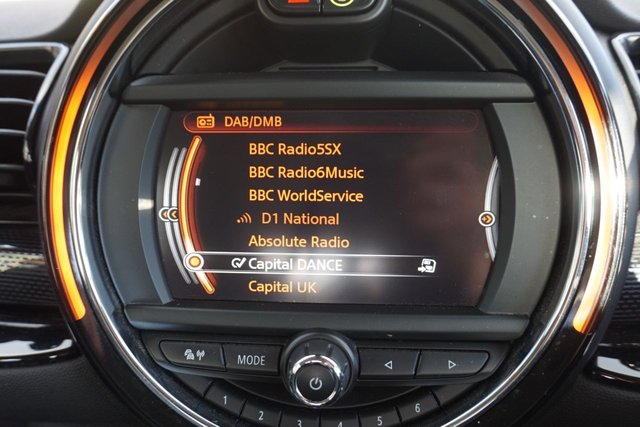 DAB/DMB
BBC Radio5SX
BBC Radio6Music
BBC WorldService
D1 National
Absolute Radio
Capital DANCE
Capital UK
MODE
1 2 3 4 5 6